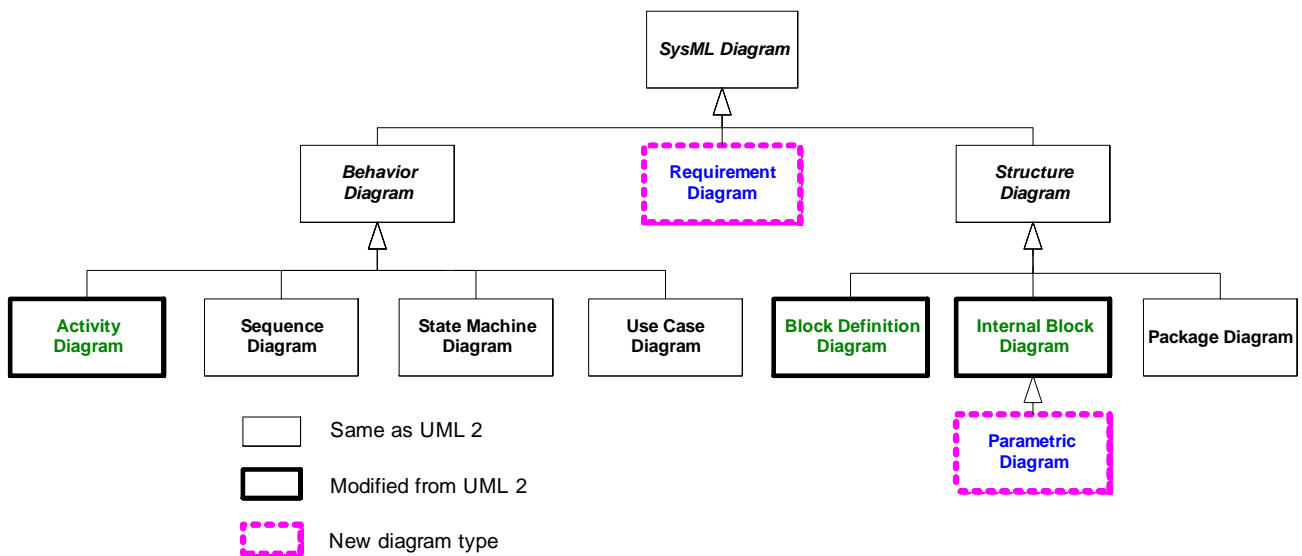 SysML Diagram
Behavior
Diagram
Requirement
Diagram
Structure
Diagram
Activity
Diagram
Sequence
Diagram
State Machine
Diagram
Use Case
Diagram
Block Definition
Diagram
Internal Block
Diagram
Package Diagram
Parametric
Diagram
Same as UML 2
Modified from UML 2
New diagram type